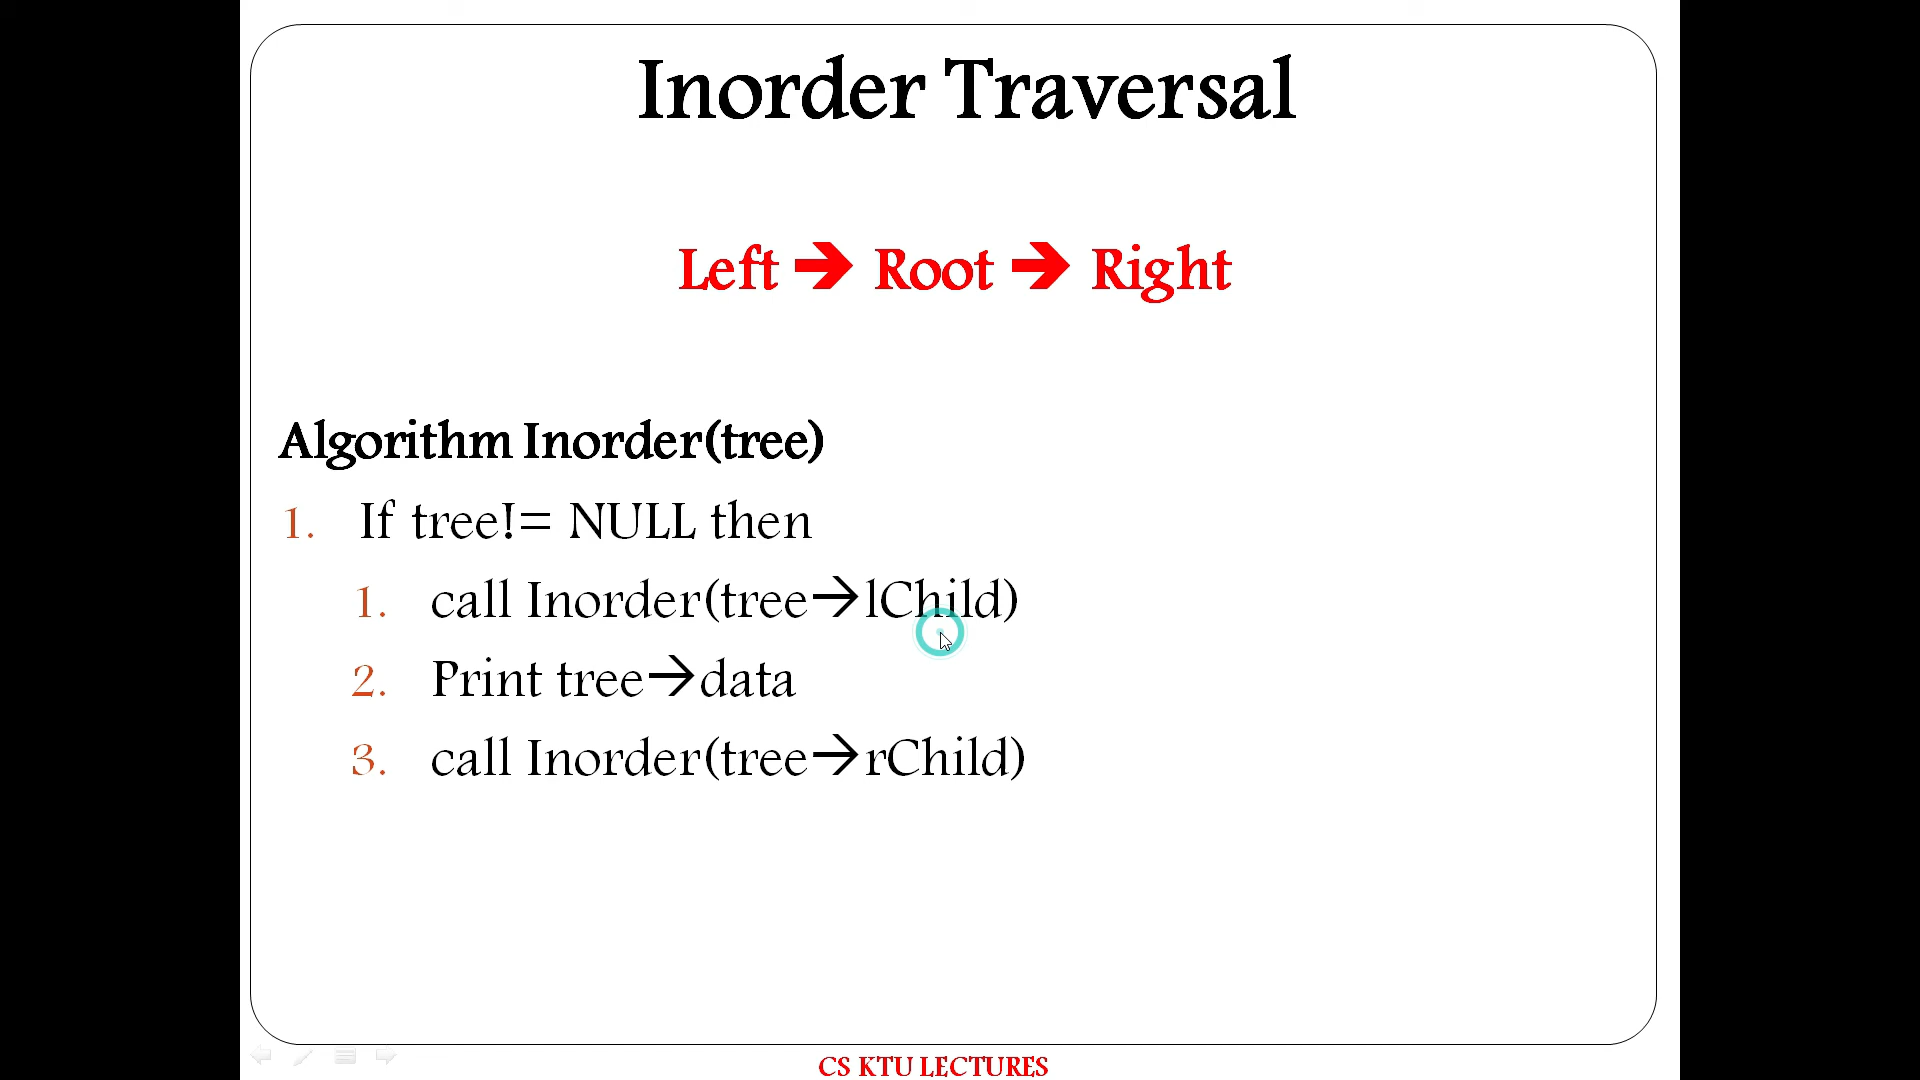 Inorder Traversal
Left ➔ Root ➔ Right
Algorithm Inorder(tree)
1. If tree!= NULL then
1. call Inorder(tree→lChild)
2. Print tree→data
3. call Inorder(tree→rChild)
CS KTU LECTURES